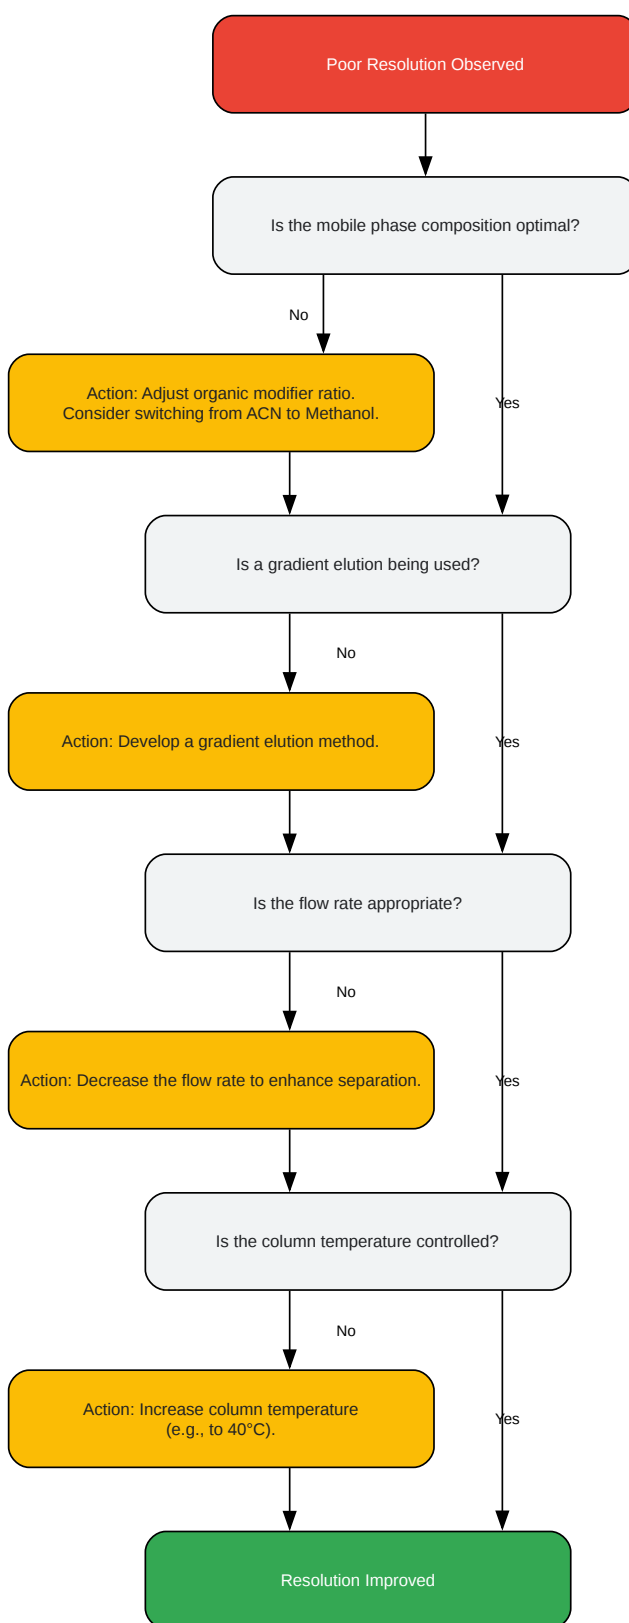 Poor Resolution Observed
Is the mobile phase composition optimal?
No
Action: Adjust organic modifier ratio.
Consider switching from ACN to Methanol.
Yes
Is a gradient elution being used?
No
Action: Develop a gradient elution method.
Yes
Is the flow rate appropriate?
No
Action: Decrease the flow rate to enhance separation.
Yes
Is the column temperature controlled?
No
Action: Increase column temperature
(e.g., to 40°C).
Yes
Resolution Improved